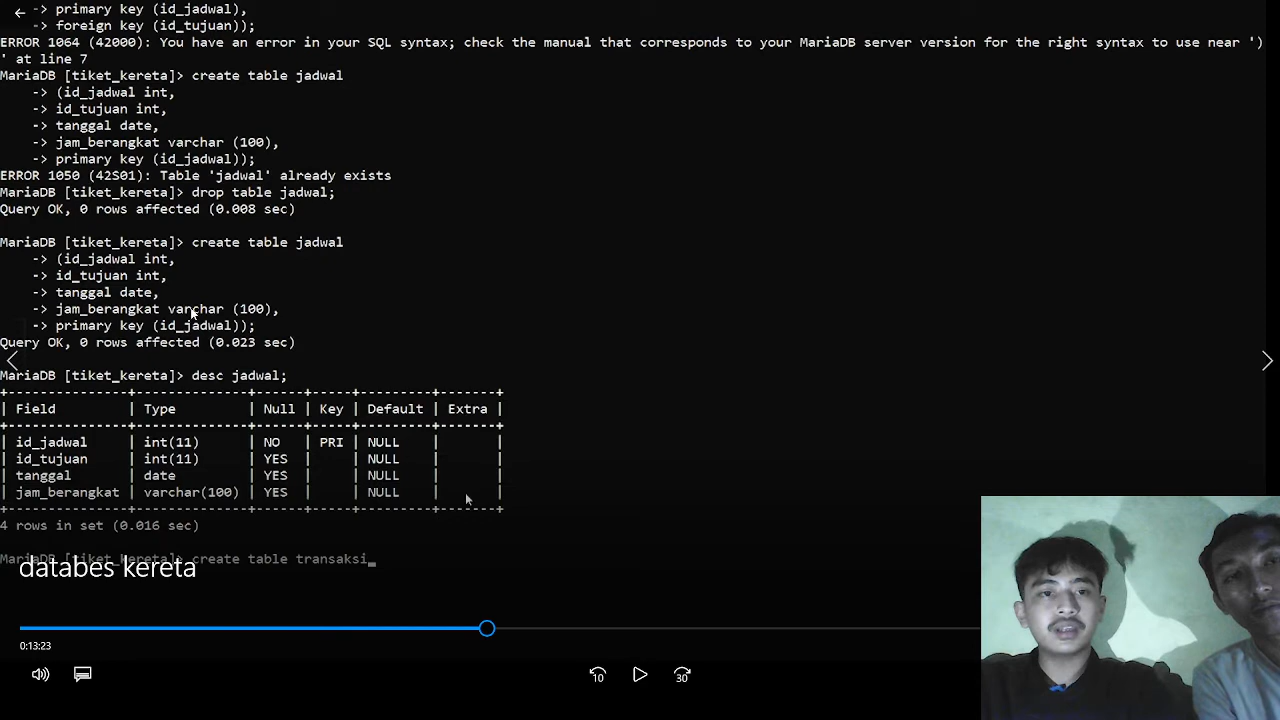 -> primary key (id_jadwal),
-> foreign key (id_tujuan);
ERROR 1064 (42000): You have an error in your SQL syntax; check the manual that corresponds to your MariaDB server version for the right syntax to use near ')
' at line 7
MariaDB [tiket_kereta]> create table jadwal
-> (id_jadwal int,
-> id_tujuan int,
-> tanggal date,
-> jam_berangkat varchar (100),
-> primary key (id_jadwal));
ERROR 1050 (42S01): Table 'jadwal' already exists
MariaDB [tiket_kereta]> drop table jadwal;
Query OK, 0 rows affected (0.008 sec)
MariaDB [tiket_kereta]> create table jadwal
-> (id_jadwal int,
-> id_tujuan int,
-> tanggal date,
-> jam_berangkat varchar (100),
-> primary key (id_jadwal));
Query OK, 0 rows affected (0.023 sec)
MariaDB [tiket_kereta]> desc jadwal;
+---------------+--------------+------+-----+---------+-------+
| Field | Type | Null | Key | Default | Extra |
+---------------+--------------+------+-----+---------+-------+
| id_jadwal | int(11) | NO | PRI | NULL | |
| id_tujuan | int(11) | YES | | NULL | |
| tanggal | date | YES | | NULL | |
| jam_berangkat | varchar(100) | YES | | NULL | |
+---------------+--------------+------+-----+---------+-------+
4 rows in set (0.016 sec)
MariaDB [tiket_kereta]> create table transaksi_
databes kereta
0:13:23
10
30